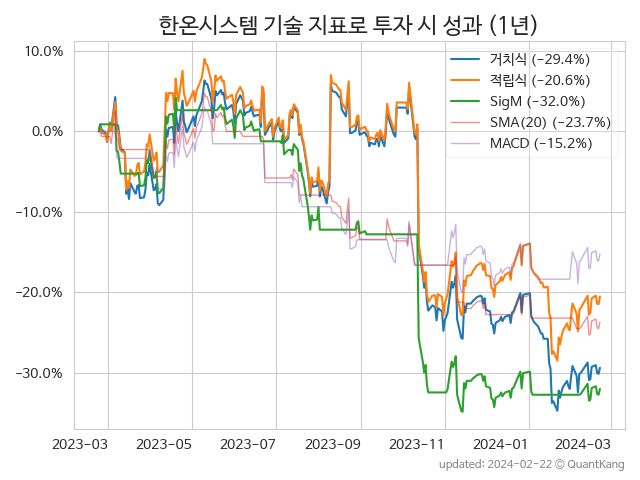 한온시스템 기술 지표로 투자 시 성과 (1년)
거치식 (−29.4%)
적립식 (−20.6%)
SigM (−32.0%)
SMA(20) (−23.7%)
MACD (−15.2%)
10.0%
0.0%
−10.0%
−20.0%
−30.0%
2023-03 2023-05 2023-07 2023-09 2023-11 2024-01 2024-03
updated: 2024-02-22 © QuantKang